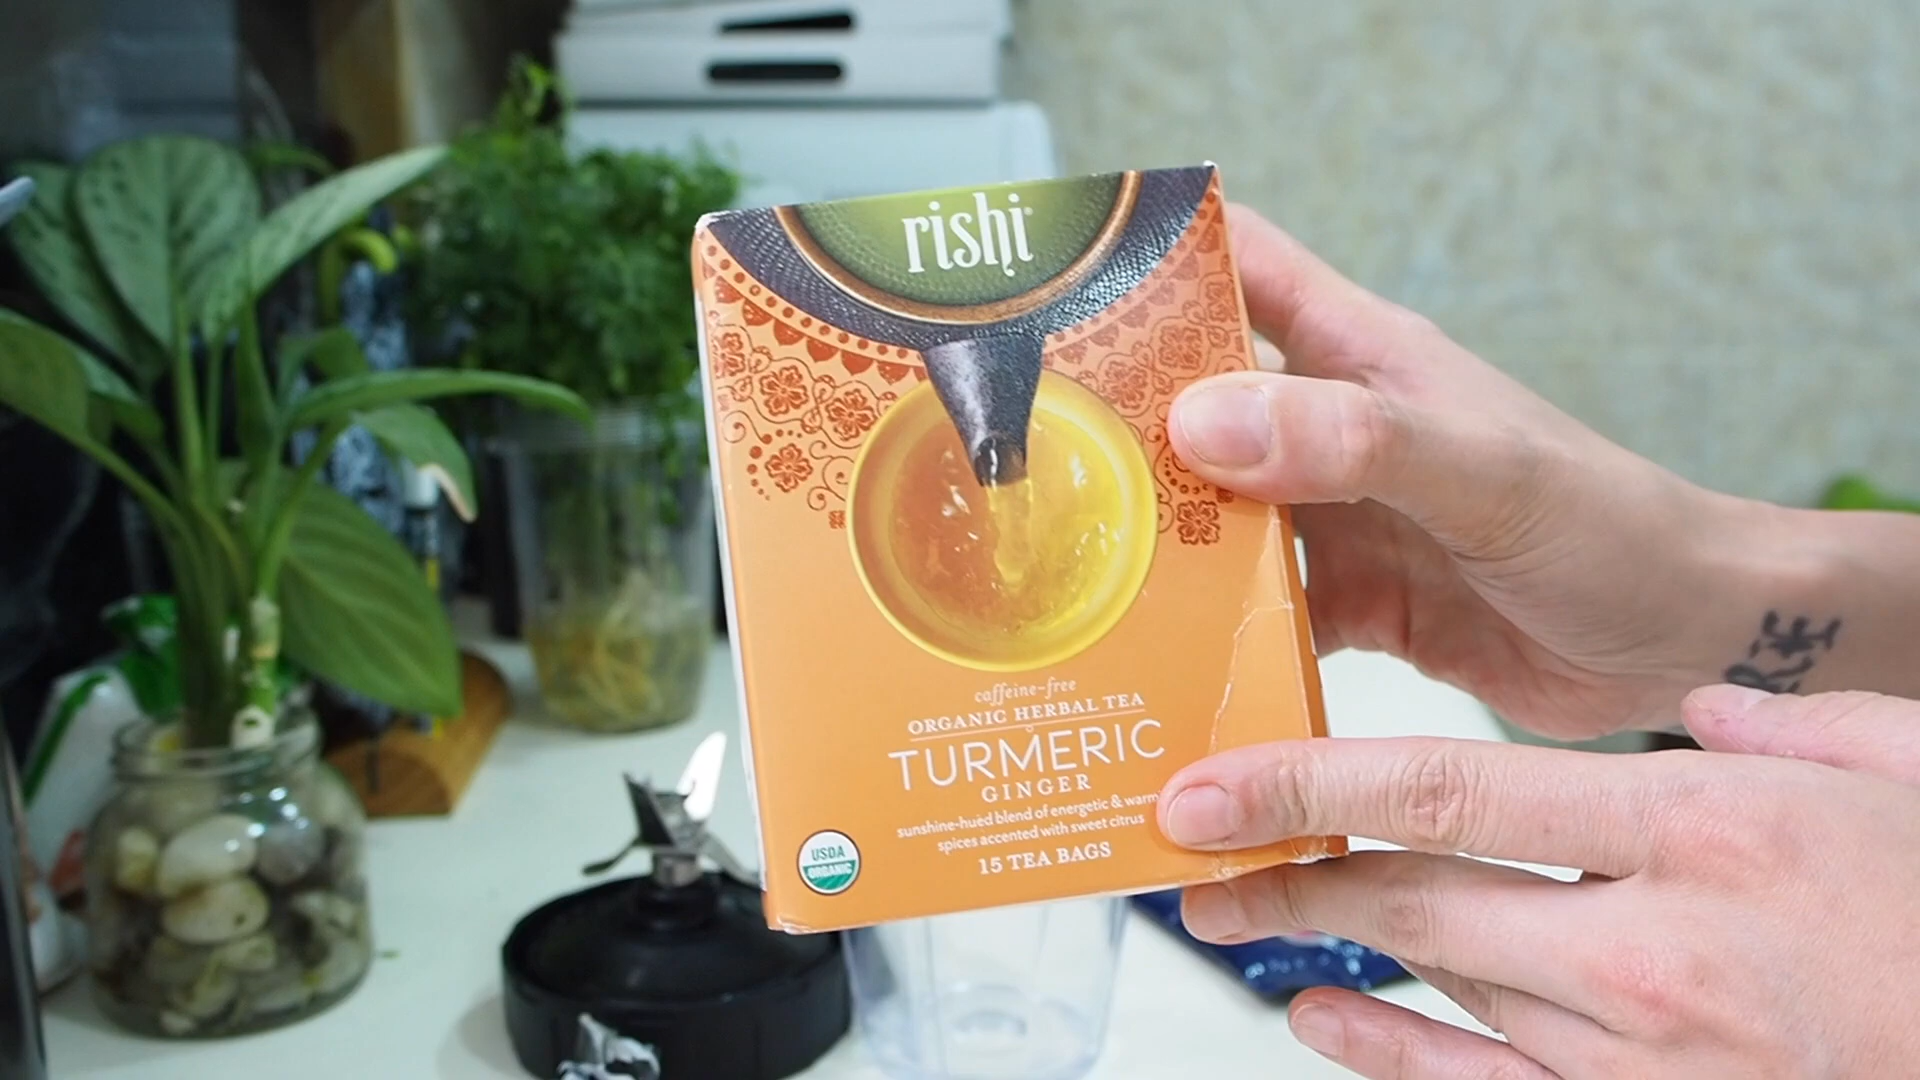 rishi
caffeine-free
ORGANIC HERBAL TEA
TURMERIC
GINGER
sunshine-hued blend of energetic & warm
spices accented with sweet citrus
15 TEA BAGS
USDA
ORGANIC